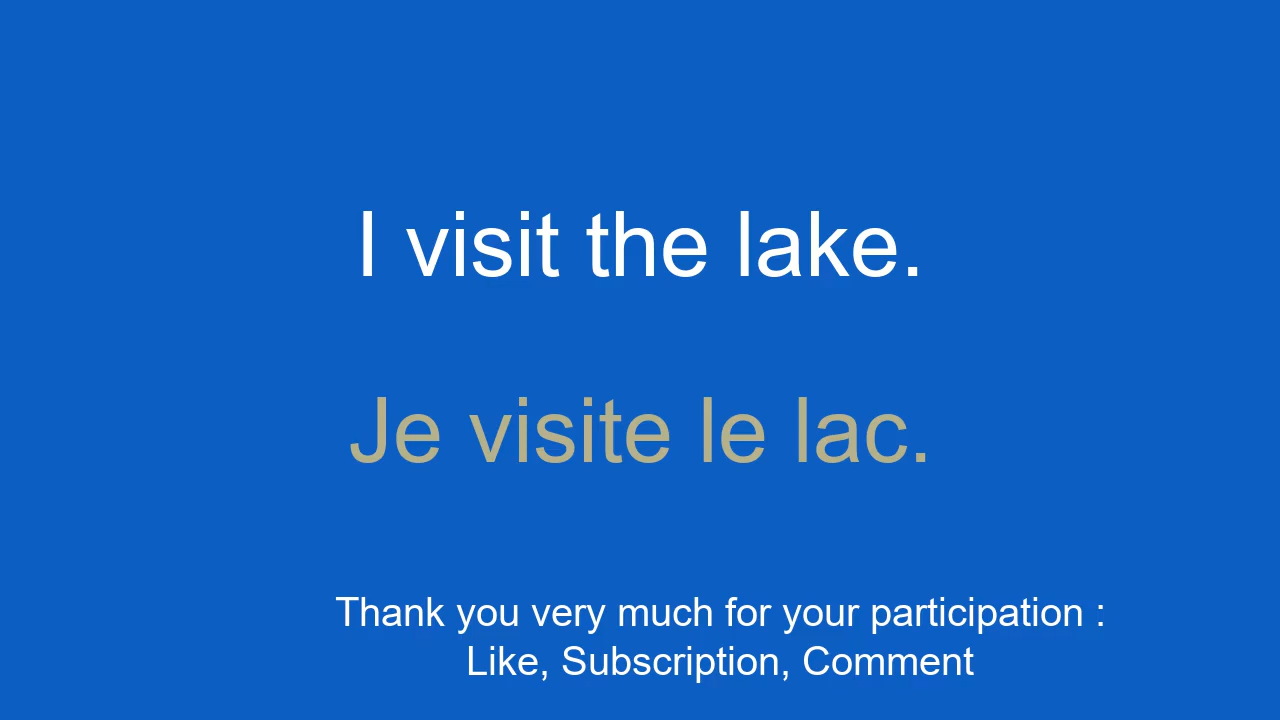 I visit the lake.
Je visite le lac.
Thank you very much for your participation :
Like, Subscription, Comment